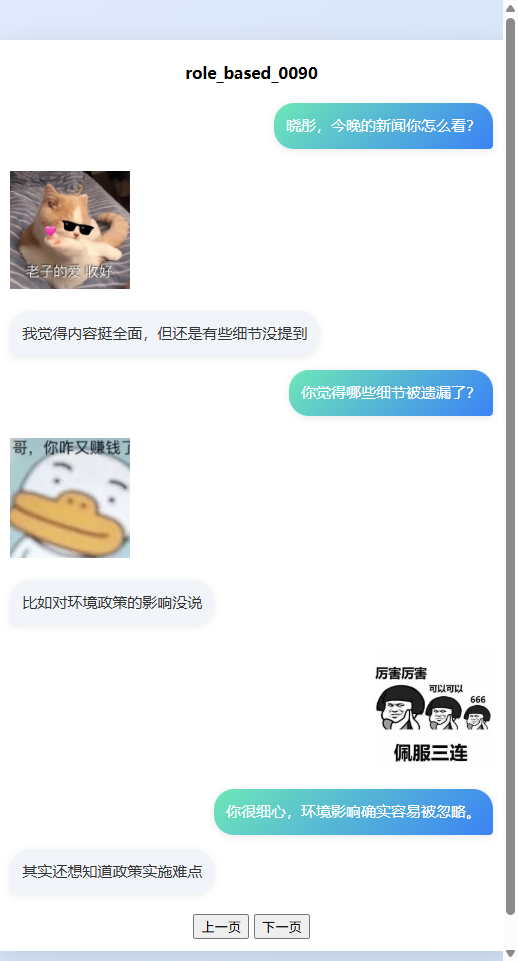 role_based_0090
晓彤，今晚的新闻你怎么看？
老子的爱 收好
我觉得内容挺全面，但还是有些细节没提到
你觉得哪些细节被遗漏了？
哥，你咋又赚钱了
比如对环境政策的影响没说
厉害厉害
可以可以
666
佩服三连
你很细心，环境影响确实容易被忽略。
其实还想知道政策实施难点
上一页 下一页